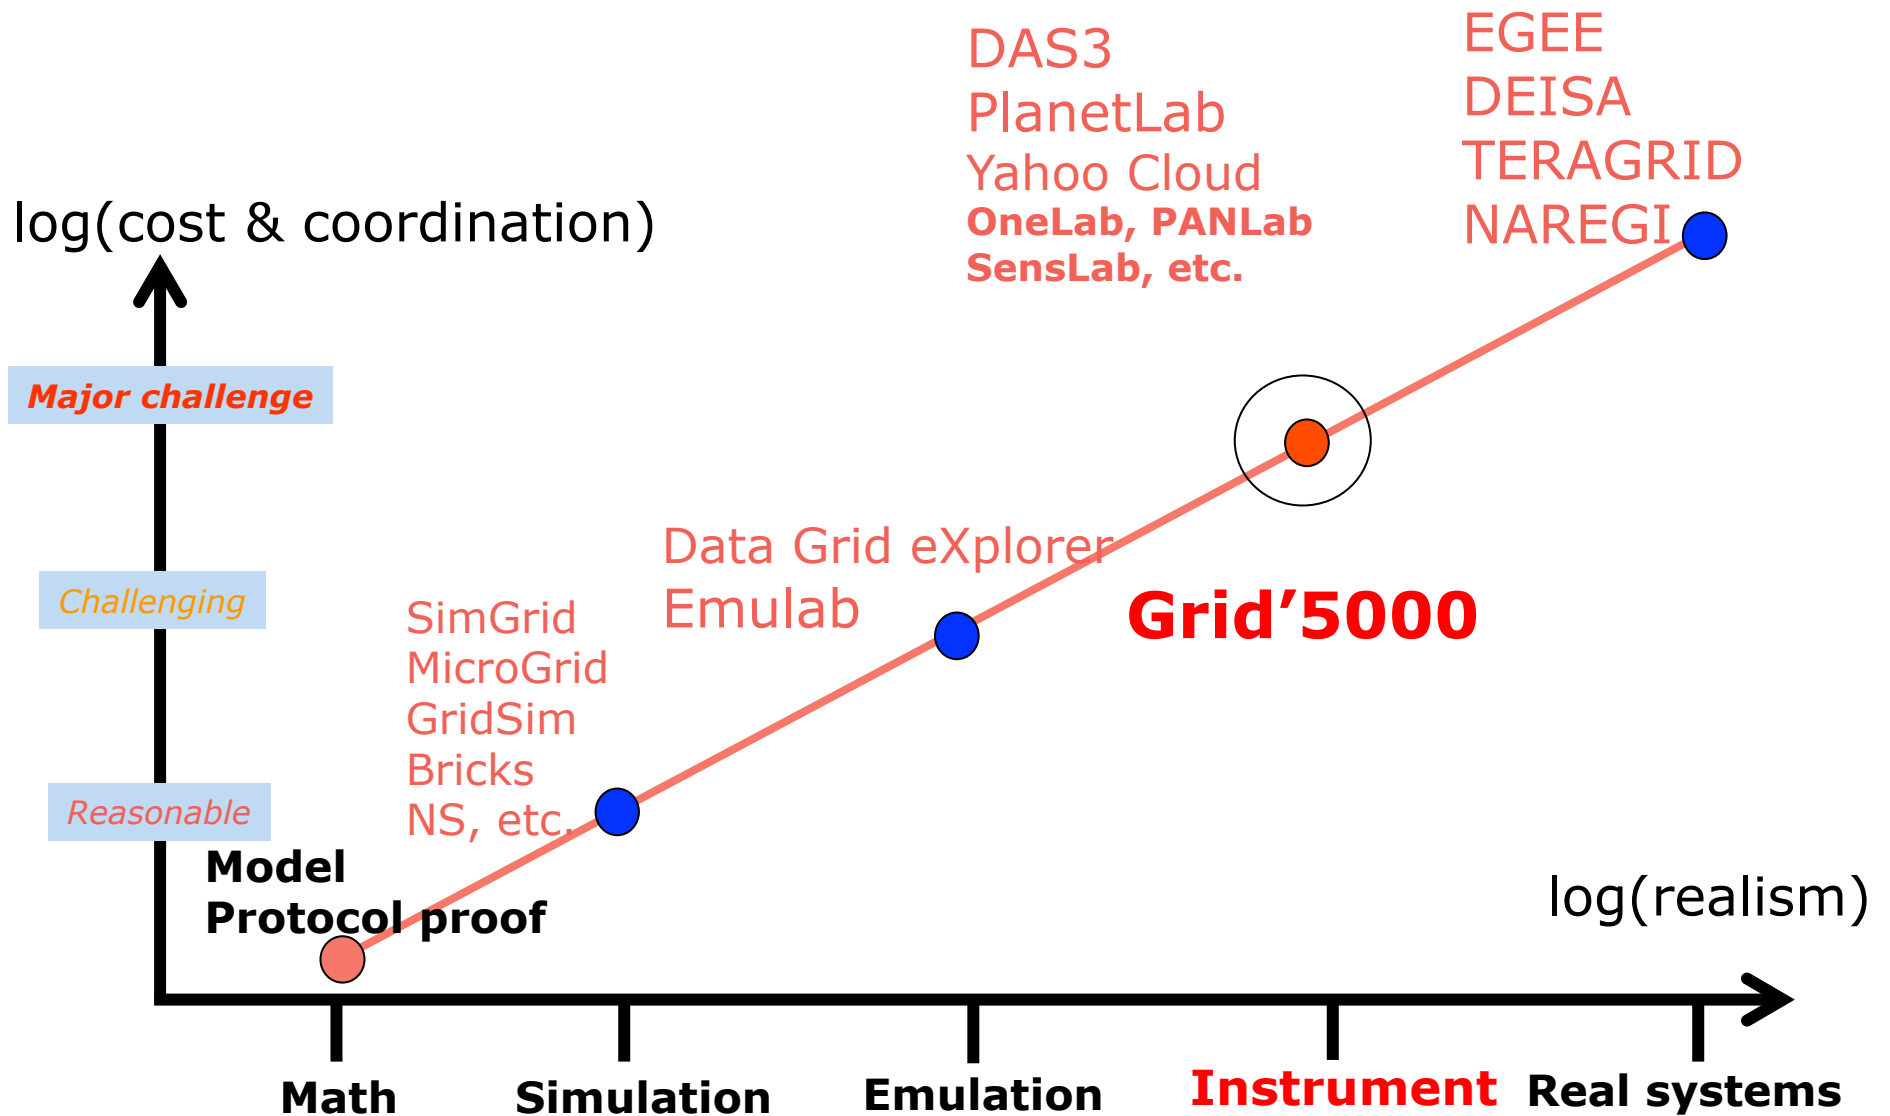 DAS3
PlanetLab
Yahoo Cloud
OneLab, PANLab
SensLab, etc.
EGEE
DEISA
TERAGRID
NAREGI
log(cost & coordination)
Major challenge
Challenging
Reasonable
Data Grid eXplorer
Emulab
Grid’5000
SimGrid
MicroGrid
GridSim
Bricks
NS, etc.
Model
Protocol proof
log(realism)
Math
Simulation
Emulation
Instrument
Real systems